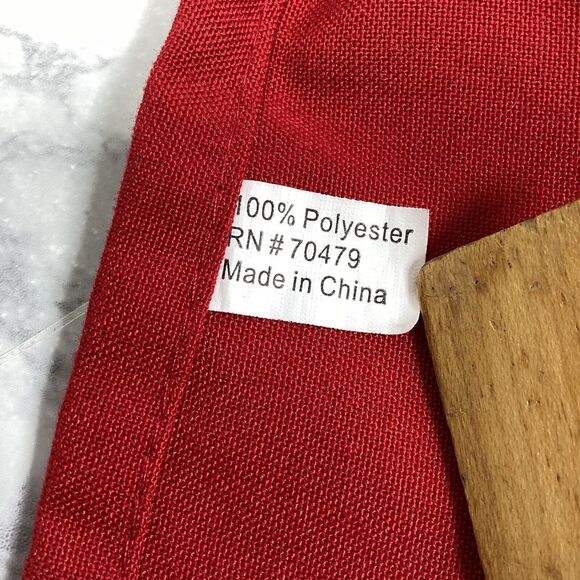 100% Polyester
RN # 70479
Made in China